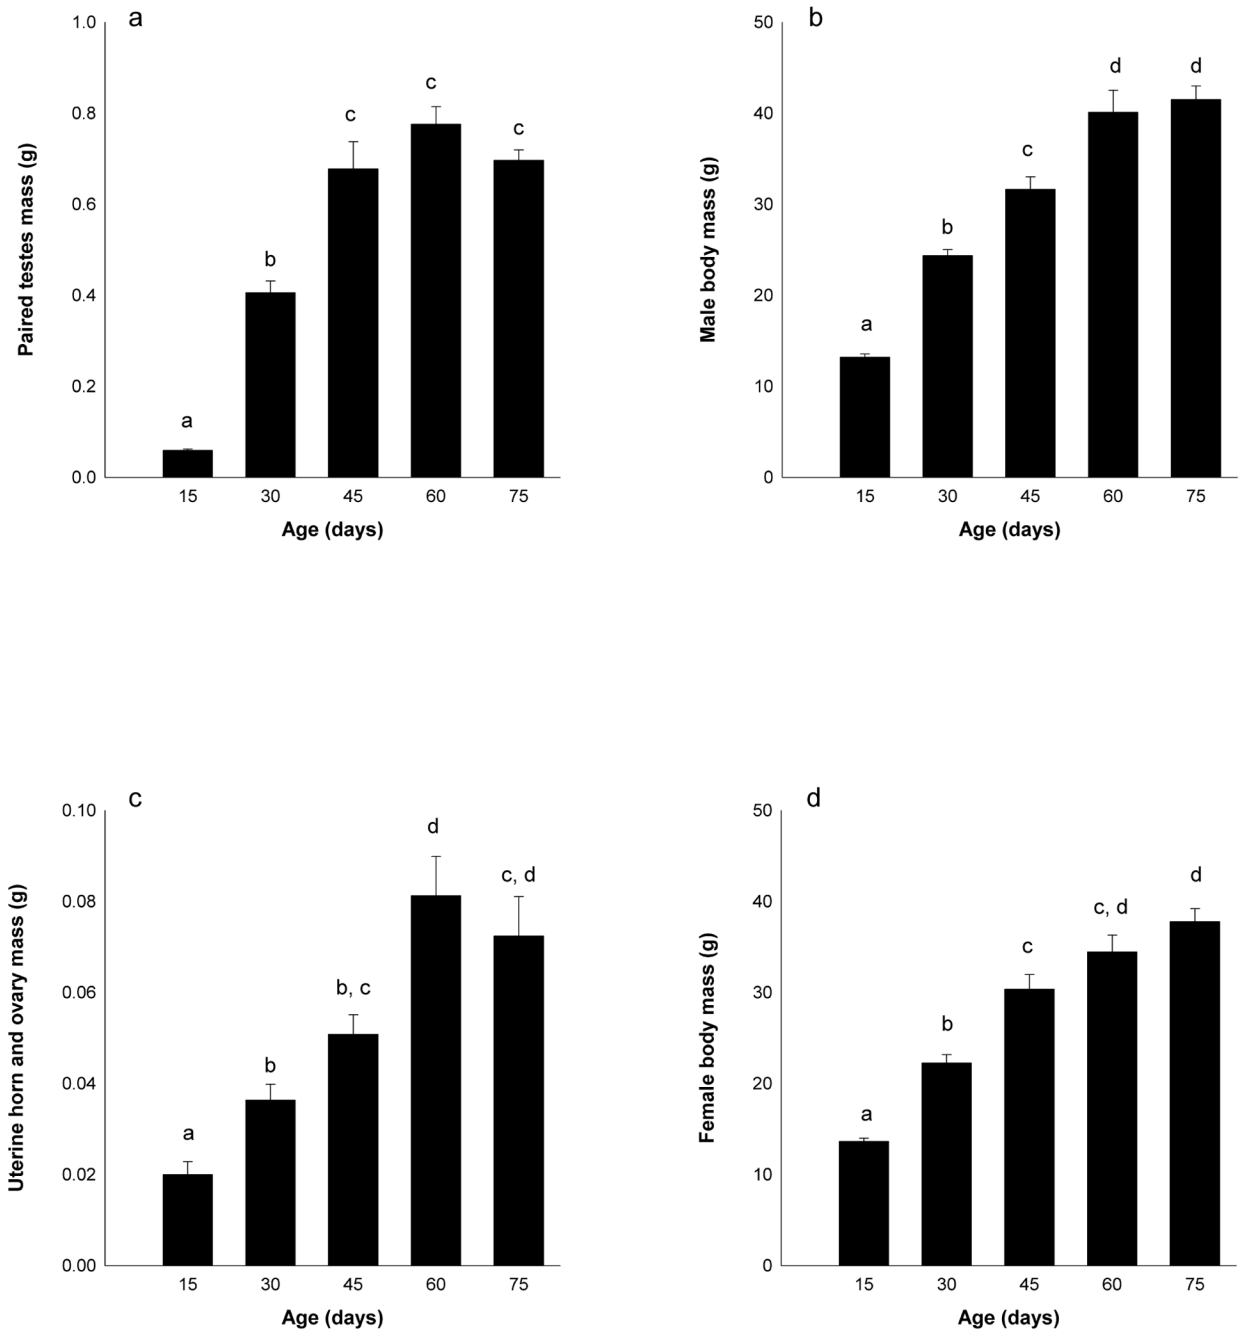 a
Paired testes mass (g)
1.0
0.8
0.6
0.4
0.2
0.0
a
b
c
c
c
15 30 45 60 75
Age (days)
b
Male body mass (g)
50
40
30
20
10
0
a
b
c
d
d
15 30 45 60 75
Age (days)
c
Uterine horn and ovary mass (g)
0.10
0.08
0.06
0.04
0.02
0.00
a
b
b, c
d
c, d
15 30 45 60 75
Age (days)
d
Female body mass (g)
50
40
30
20
10
0
a
b
c
c, d
d
15 30 45 60 75
Age (days)